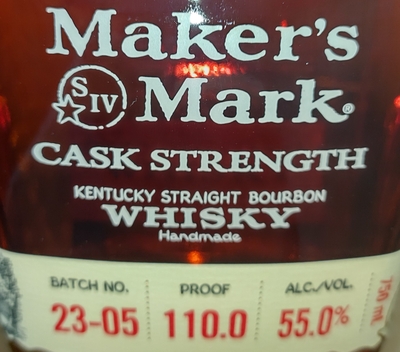 Maker's
S IV Mark®
CASK STRENGTH
KENTUCKY STRAIGHT BOURBON
WHISKY
Handmade
BATCH NO. PROOF ALC./VOL.
23-05 110.0 55.0%
750 ml